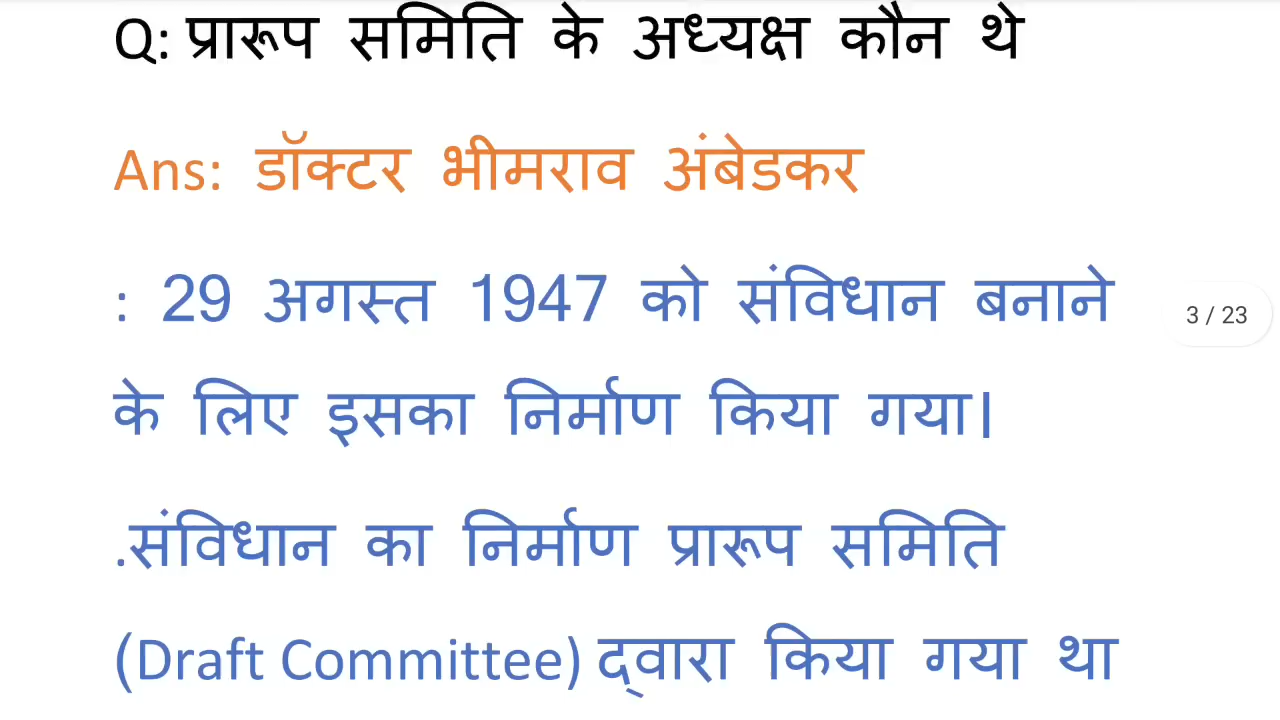 Q: प्रारूप समिति के अध्यक्ष कौन थे
Ans: डॉक्टर भीमराव अंबेडकर
: 29 अगस्त 1947 को संविधान बनाने
3 / 23
के लिए इसका निर्माण किया गया।
.संविधान का निर्माण प्रारूप समिति
(Draft Committee) द्वारा किया गया था